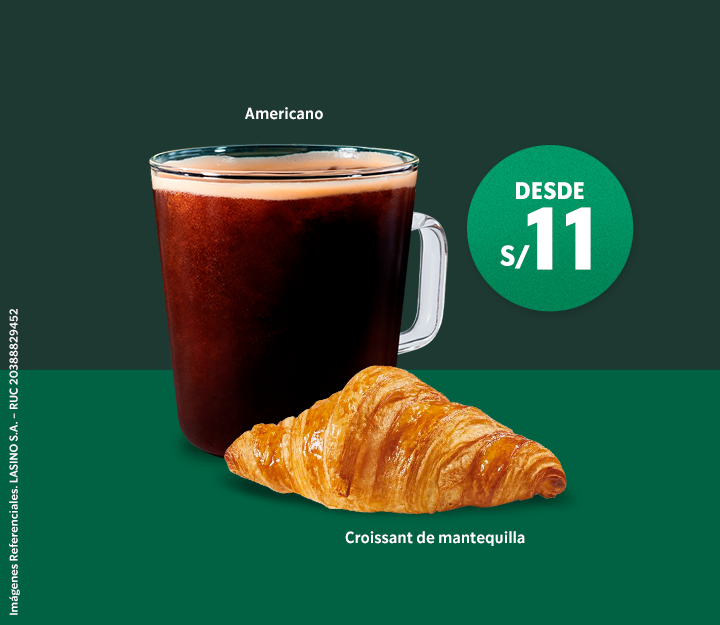 Americano
DESDE
S/11
Croissant de mantequilla
Imágenes Referenciales. LASINO S.A. – RUC 20388829452